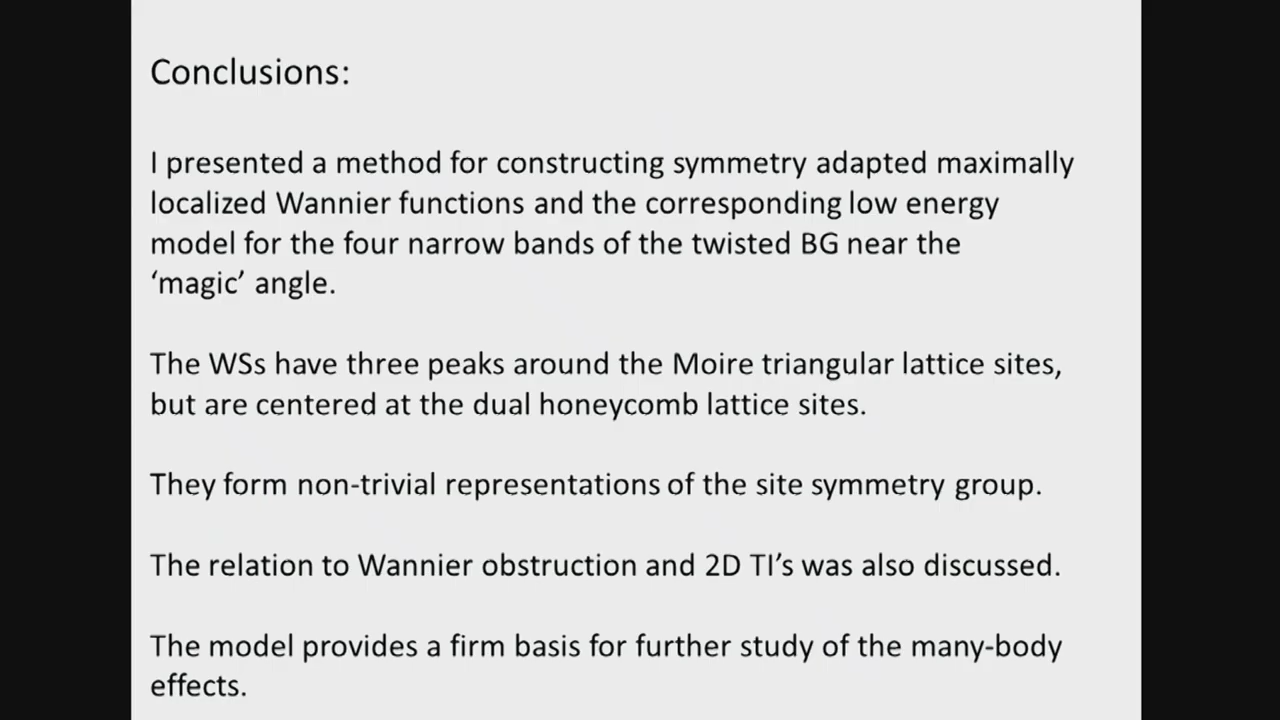 Conclusions:
I presented a method for constructing symmetry adapted maximally
localized Wannier functions and the corresponding low energy
model for the four narrow bands of the twisted BG near the
‘magic’ angle.
The WSs have three peaks around the Moire triangular lattice sites,
but are centered at the dual honeycomb lattice sites.
They form non-trivial representations of the site symmetry group.
The relation to Wannier obstruction and 2D TI’s was also discussed.
The model provides a firm basis for further study of the many-body
effects.